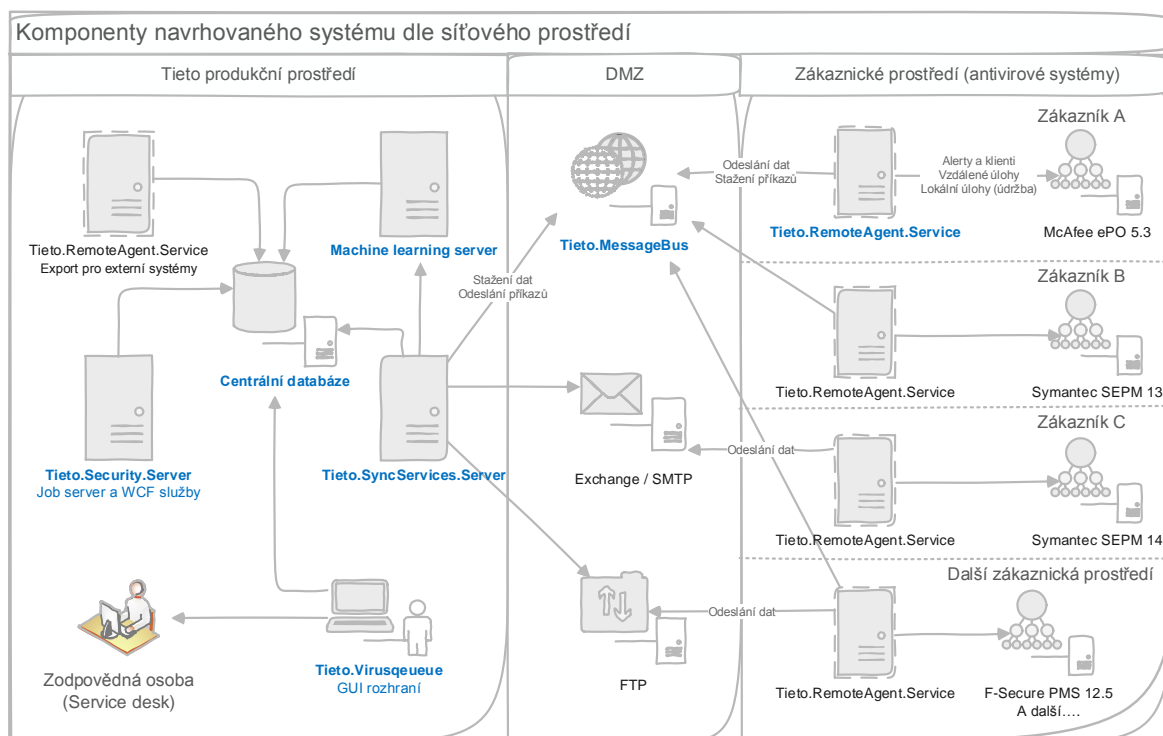 Komponenty navrhovaného systému dle síťového prostředí
Tieto produkční prostředí
DMZ
Zákaznické prostředí (antivirové systémy)
Tieto.RemoteAgent.Service
Export pro externí systémy
Machine learning server
Stažení dat
Odeslání příkazů
Centrální databáze
Tieto.Security.Server
Job server a WCF služby
Tieto.SyncServices.Server
Zodpovědná osoba
(Service desk)
Tieto.Virusqeueue
GUI rozhraní
Tieto.MessageBus
Exchange / SMTP
FTP
Odeslání dat
Stažení příkazů
Zákazník A
Alerty a klienti
Vzdálené úlohy
Lokální úlohy (údržba)
Tieto.RemoteAgent.Service
McAfee ePO 5.3
Zákazník B
Tieto.RemoteAgent.Service
Symantec SEPM 13
Zákazník C
Odeslání dat
Tieto.RemoteAgent.Service
Symantec SEPM 14
Další zákaznická prostředí
Odeslání dat
Tieto.RemoteAgent.Service
F-Secure PMS 12.5
A další....